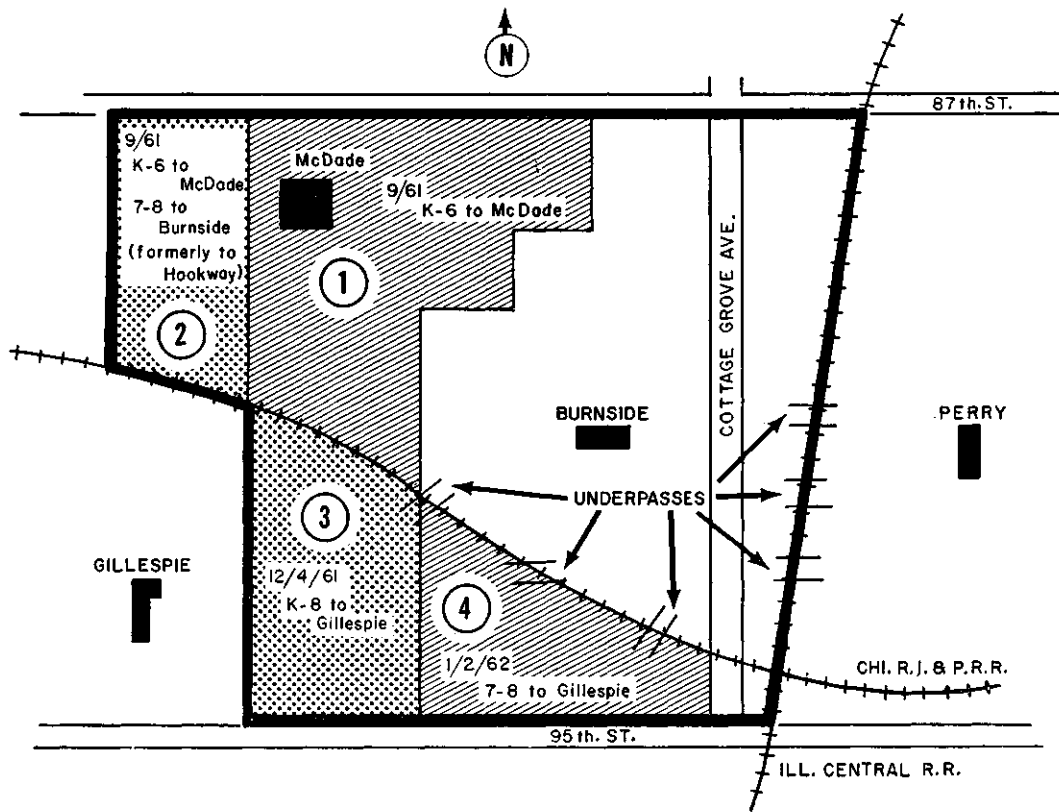 N
87th. ST.
9/61
K-6 to
McDade
7-8 to
Burnside
(formerly to
Hookway)
McDade
9/61
K-6 to McDade
1
2
COTTAGE GROVE AVE.
BURNSIDE
PERRY
UNDERPASSES
3
GILLESPIE
12/4/61
K-8 to
Gillespie
4
1/2/62
7-8 to Gillespie
CHI. R.J. & P.R.R.
95th. ST.
ILL. CENTRAL R.R.